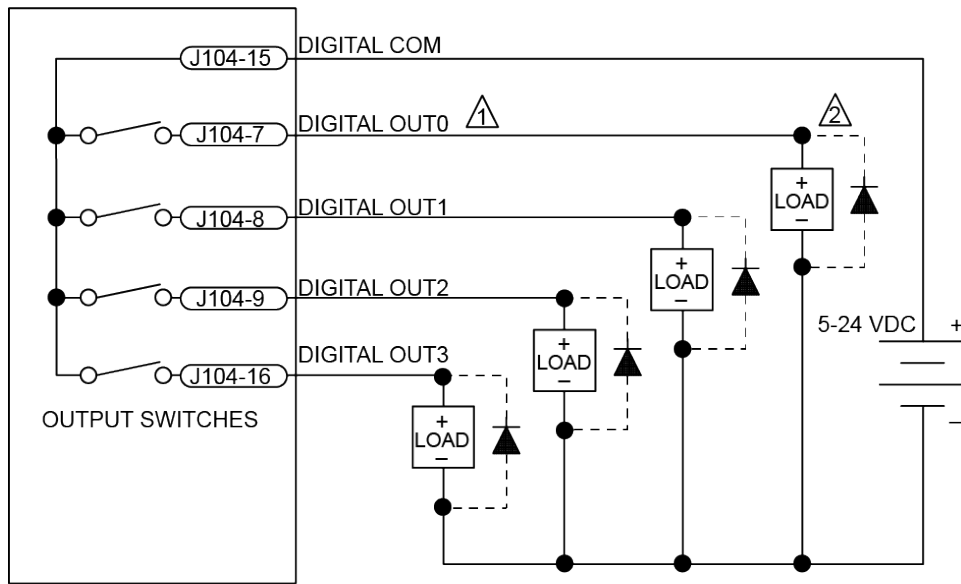 J104-15 DIGITAL COM
J104-7 DIGITAL OUT0 1 2
+
LOAD
−
J104-8 DIGITAL OUT1
+
LOAD
−
J104-9 DIGITAL OUT2
+
LOAD
−
5-24 VDC +
−
J104-16 DIGITAL OUT3
+
LOAD
−
OUTPUT SWITCHES